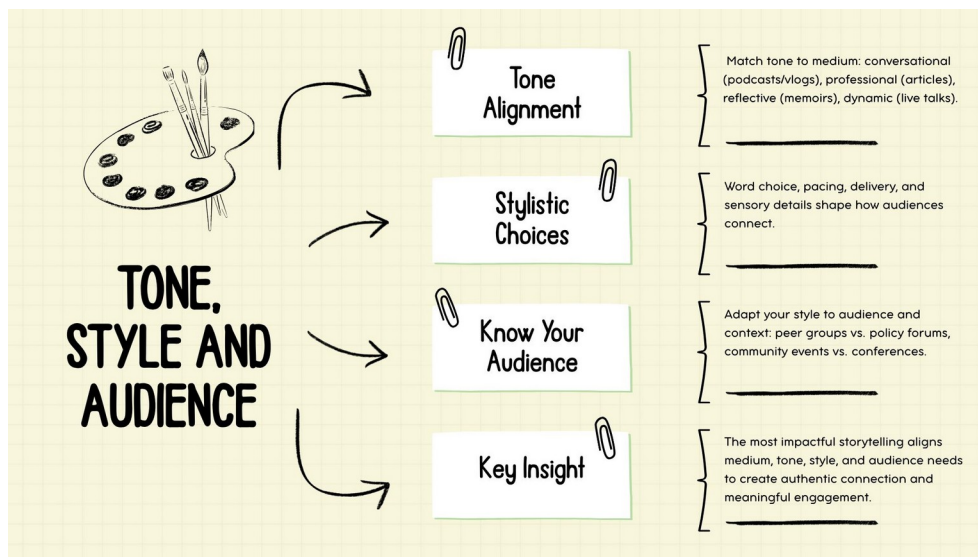 TONE,
STYLE AND
AUDIENCE
Tone
Alignment
Match tone to medium: conversational
(podcasts/vlogs), professional (articles),
reflective (memoirs), dynamic (live talks).
Stylistic
Choices
Word choice, pacing, delivery, and
sensory details shape how audiences
connect.
Know Your
Audience
Adapt your style to audience and
context: peer groups vs. policy forums,
community events vs. conferences.
Key Insight
The most impactful storytelling aligns
medium, tone, style, and audience needs
to create authentic connection and
meaningful engagement.